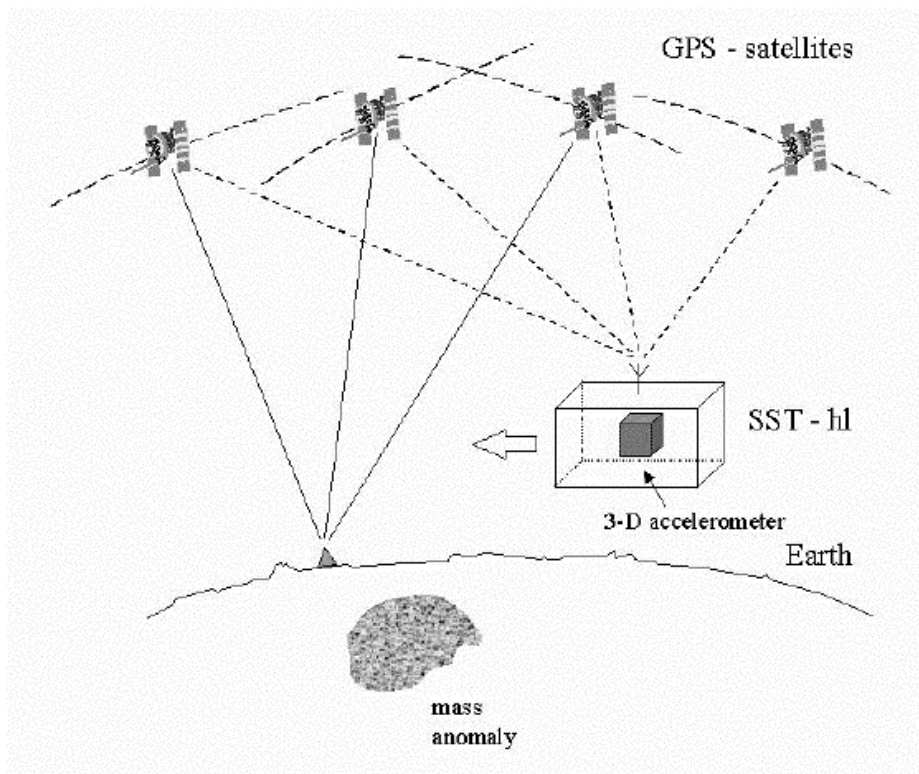 GPS - satellites
SST - hl
3-D accelerometer
Earth
mass
anomaly